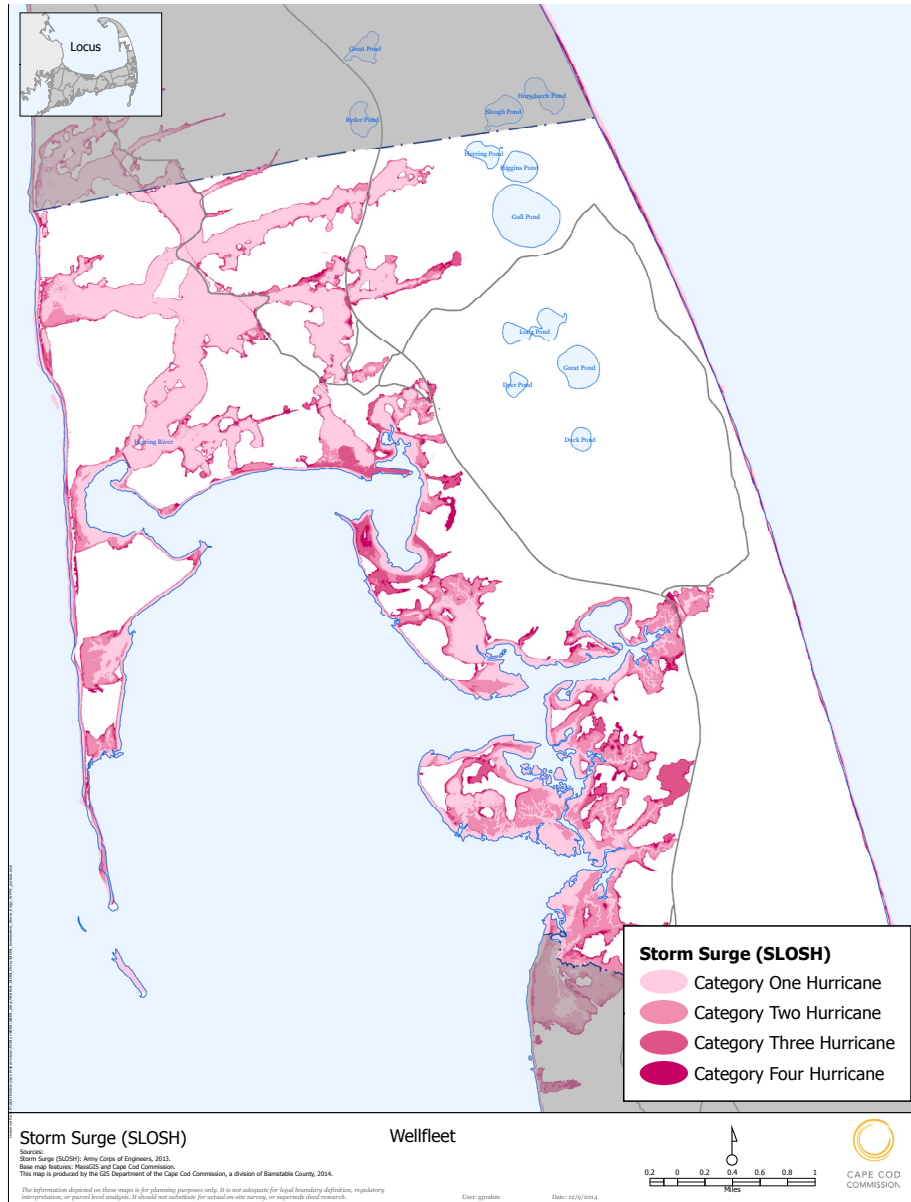 Locus
Great Pond
Horseleech Pond
Slough Pond
Ryder Pond
Herring Pond
Higgins Pond
Gull Pond
Long Pond
Great Pond
Dyer Pond
Duck Pond
Herring River
Storm Surge (SLOSH)
Category One Hurricane
Category Two Hurricane
Category Three Hurricane
Category Four Hurricane
Storm Surge (SLOSH)
Wellfleet
Sources:
Storm Surge (SLOSH): Army Corps of Engineers, 2013.
Base map features: MassGIS and Cape Cod Commission.
This map is produced by the GIS Department of the Cape Cod Commission, a division of Barnstable County, 2014.
The information depicted on these maps is for planning purposes only. It is not adequate for legal boundary definition, regulatory
interpretation, or parcel level analysis. It should not substitute for actual on-site survey, or supersede deed research.
User: gprahm
Date: 12/9/2014
0.2 0 0.2 0.4 0.6 0.8 1
Miles
CAPE COD
COMMISSION